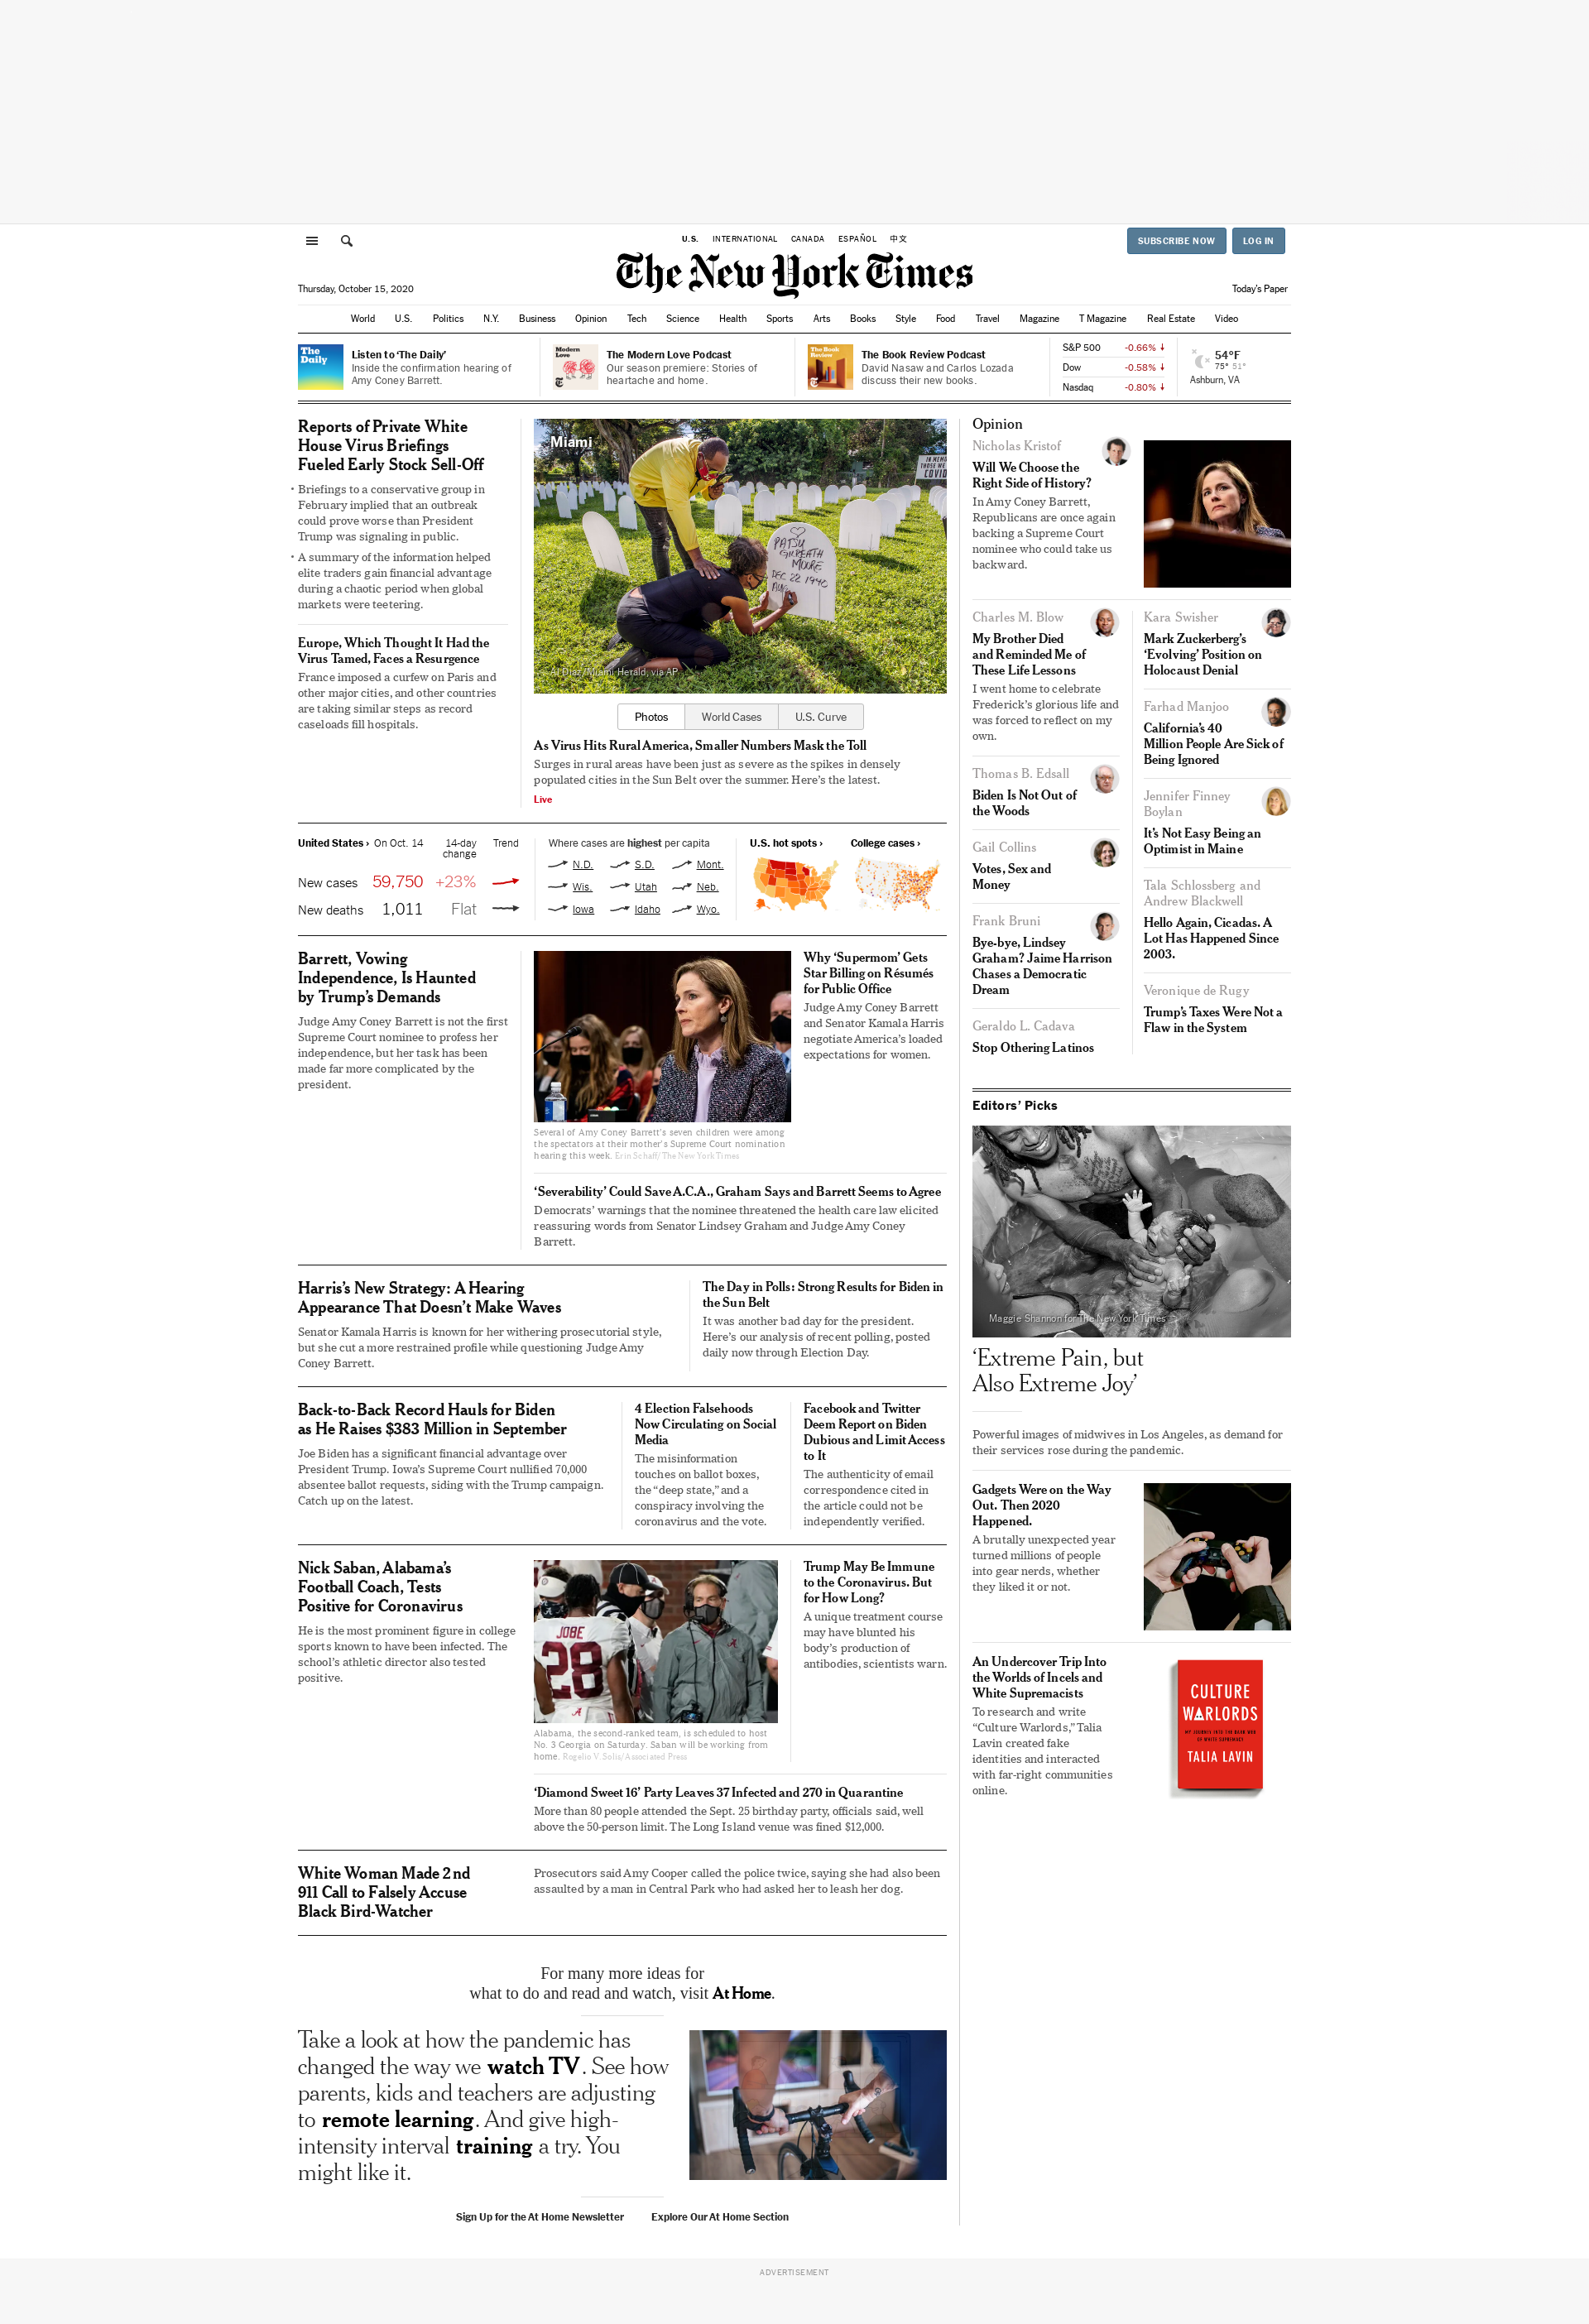 U.S. INTERNATIONAL CANADA ESPAÑOL 中文
SUBSCRIBE NOW LOG IN
The New York Times
Thursday, October 15, 2020
Today's Paper
World U.S. Politics N.Y. Business Opinion Tech Science Health Sports Arts Books Style Food Travel Magazine T Magazine Real Estate Video
The Daily
Listen to ‘The Daily’
Inside the confirmation hearing of
Amy Coney Barrett.
Modern Love
The Modern Love Podcast
Our season premiere: Stories of
heartache and home.
The Book Review
The Book Review Podcast
David Nasaw and Carlos Lozada
discuss their new books.
S&P 500 -0.66%
Dow -0.58%
Nasdaq -0.80%
54°F
75° 51°
Ashburn, VA
Reports of Private White
House Virus Briefings
Fueled Early Stock Sell-Off
• Briefings to a conservative group in
February implied that an outbreak
could prove worse than President
Trump was signaling in public.
• A summary of the information helped
elite traders gain financial advantage
during a chaotic period when global
markets were teetering.
Europe, Which Thought It Had the
Virus Tamed, Faces a Resurgence
France imposed a curfew on Paris and
other major cities, and other countries
are taking similar steps as record
caseloads fill hospitals.
Miami
IN MEMO
THOSE WE
COVID
PATSY
GILREATH
MOORE
DEC 22 1940
Al Diaz/Miami Herald, via AP
Photos World Cases U.S. Curve
As Virus Hits Rural America, Smaller Numbers Mask the Toll
Surges in rural areas have been just as severe as the spikes in densely
populated cities in the Sun Belt over the summer. Here’s the latest.
Live
United States › On Oct. 14 14-day
change Trend
New cases 59,750 +23%
New deaths 1,011 Flat
Where cases are highest per capita
N.D. S.D. Mont.
Wis. Utah Neb.
Iowa Idaho Wyo.
U.S. hot spots ›
College cases ›
Barrett, Vowing
Independence, Is Haunted
by Trump’s Demands
Judge Amy Coney Barrett is not the first
Supreme Court nominee to profess her
independence, but her task has been
made far more complicated by the
president.
Several of Amy Coney Barrett’s seven children were among
the spectators at their mother’s Supreme Court nomination
hearing this week. Erin Schaff/The New York Times
Why ‘Supermom’ Gets
Star Billing on Résumés
for Public Office
Judge Amy Coney Barrett
and Senator Kamala Harris
negotiate America’s loaded
expectations for women.
‘Severability’ Could Save A.C.A., Graham Says and Barrett Seems to Agree
Democrats’ warnings that the nominee threatened the health care law elicited
reassuring words from Senator Lindsey Graham and Judge Amy Coney
Barrett.
Harris’s New Strategy: A Hearing
Appearance That Doesn’t Make Waves
Senator Kamala Harris is known for her withering prosecutorial style,
but she cut a more restrained profile while questioning Judge Amy
Coney Barrett.
The Day in Polls: Strong Results for Biden in
the Sun Belt
It was another bad day for the president.
Here’s our analysis of recent polling, posted
daily now through Election Day.
Back-to-Back Record Hauls for Biden
as He Raises $383 Million in September
Joe Biden has a significant financial advantage over
President Trump. Iowa’s Supreme Court nullified 70,000
absentee ballot requests, siding with the Trump campaign.
Catch up on the latest.
4 Election Falsehoods
Now Circulating on Social
Media
The misinformation
touches on ballot boxes,
the “deep state,” and a
conspiracy involving the
coronavirus and the vote.
Facebook and Twitter
Deem Report on Biden
Dubious and Limit Access
to It
The authenticity of email
correspondence cited in
the article could not be
independently verified.
Nick Saban, Alabama’s
Football Coach, Tests
Positive for Coronavirus
He is the most prominent figure in college
sports known to have been infected. The
school’s athletic director also tested
positive.
JOBE
28
Alabama, the second-ranked team, is scheduled to host
No. 3 Georgia on Saturday. Saban will be working from
home. Rogelio V. Solis/Associated Press
Trump May Be Immune
to the Coronavirus. But
for How Long?
A unique treatment course
may have blunted his
body’s production of
antibodies, scientists warn.
‘Diamond Sweet 16’ Party Leaves 37 Infected and 270 in Quarantine
More than 80 people attended the Sept. 25 birthday party, officials said, well
above the 50-person limit. The Long Island venue was fined $12,000.
White Woman Made 2nd
911 Call to Falsely Accuse
Black Bird-Watcher
Prosecutors said Amy Cooper called the police twice, saying she had also been
assaulted by a man in Central Park who had asked her to leash her dog.
For many more ideas for
what to do and read and watch, visit At Home.
Take a look at how the pandemic has
changed the way we watch TV. See how
parents, kids and teachers are adjusting
to remote learning. And give high-
intensity interval training a try. You
might like it.
Sign Up for the At Home Newsletter Explore Our At Home Section
Opinion
Nicholas Kristof
Will We Choose the
Right Side of History?
In Amy Coney Barrett,
Republicans are once again
backing a Supreme Court
nominee who could take us
backward.
Charles M. Blow
My Brother Died
and Reminded Me of
These Life Lessons
I went home to celebrate
Frederick’s glorious life and
was forced to reflect on my
own.
Thomas B. Edsall
Biden Is Not Out of
the Woods
Gail Collins
Votes, Sex and
Money
Frank Bruni
Bye-bye, Lindsey
Graham? Jaime Harrison
Chases a Democratic
Dream
Geraldo L. Cadava
Stop Othering Latinos
Kara Swisher
Mark Zuckerberg’s
‘Evolving’ Position on
Holocaust Denial
Farhad Manjoo
California’s 40
Million People Are Sick of
Being Ignored
Jennifer Finney
Boylan
It’s Not Easy Being an
Optimist in Maine
Tala Schlossberg and
Andrew Blackwell
Hello Again, Cicadas. A
Lot Has Happened Since
2003.
Veronique de Rugy
Trump’s Taxes Were Not a
Flaw in the System
Editors’ Picks
Maggie Shannon for The New York Times
‘Extreme Pain, but
Also Extreme Joy’
Powerful images of midwives in Los Angeles, as demand for
their services rose during the pandemic.
Gadgets Were on the Way
Out. Then 2020
Happened.
A brutally unexpected year
turned millions of people
into gear nerds, whether
they liked it or not.
An Undercover Trip Into
the Worlds of Incels and
White Supremacists
To research and write
“Culture Warlords,” Talia
Lavin created fake
identities and interacted
with far-right communities
online.
CULTURE
WARLORDS
MY JOURNEY INTO THE DARK WEB
OF WHITE SUPREMACY
TALIA LAVIN
ADVERTISEMENT